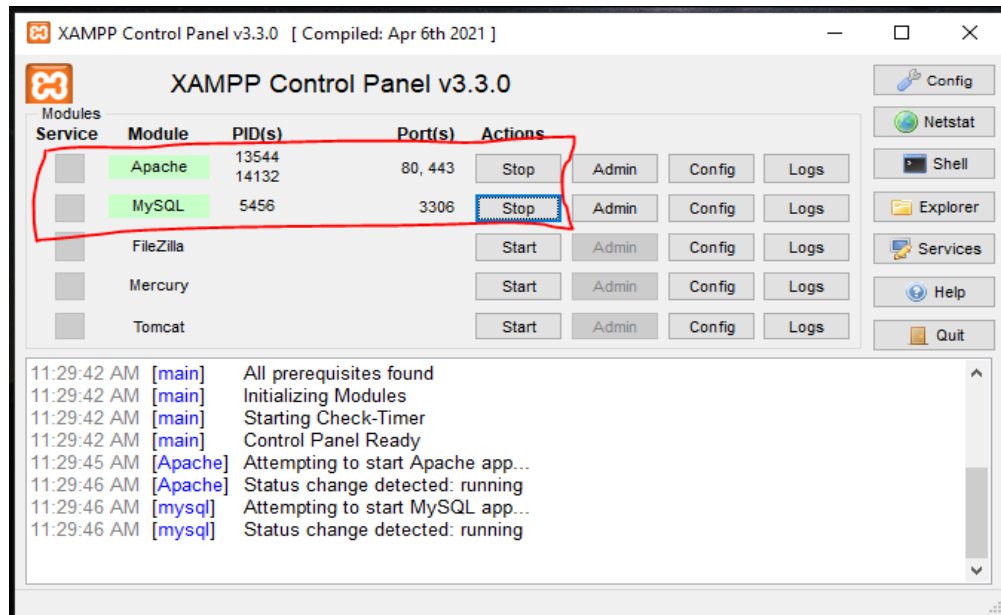 XAMPP Control Panel v3.3.0 [ Compiled: Apr 6th 2021 ]
XAMPP Control Panel v3.3.0
Config
Modules
Netstat
Service Module PID(s) Port(s) Actions
Apache 13544 14132 80, 443 Stop Admin Config Logs
Shell
MySQL 5456 3306 Stop Admin Config Logs
Explorer
FileZilla Start Admin Config Logs
Services
Mercury Start Admin Config Logs
Help
Tomcat Start Admin Config Logs
Quit
11:29:42 AM [main] All prerequisites found
11:29:42 AM [main] Initializing Modules
11:29:42 AM [main] Starting Check-Timer
11:29:42 AM [main] Control Panel Ready
11:29:45 AM [Apache] Attempting to start Apache app...
11:29:46 AM [Apache] Status change detected: running
11:29:46 AM [mysql] Attempting to start MySQL app...
11:29:46 AM [mysql] Status change detected: running